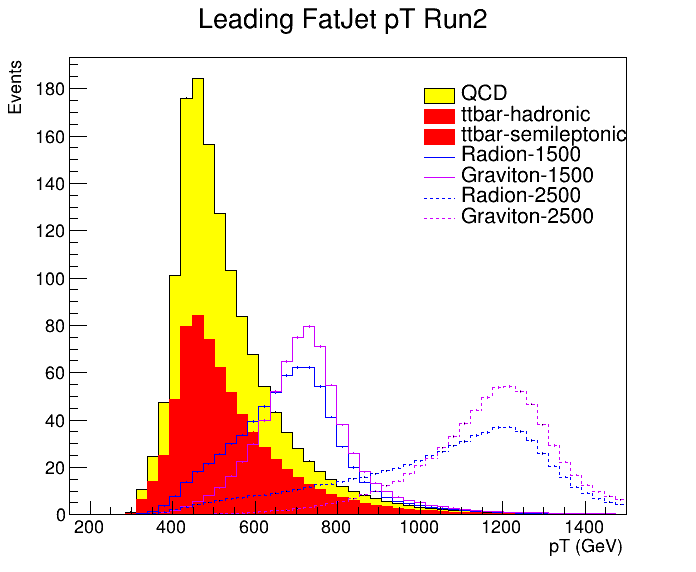 Leading FatJet pT Run2
Events
180
160
140
120
100
80
60
40
20
0
QCD
ttbar-hadronic
ttbar-semileptonic
Radion-1500
Graviton-1500
Radion-2500
Graviton-2500
200 400 600 800 1000 1200 1400
pT (GeV)